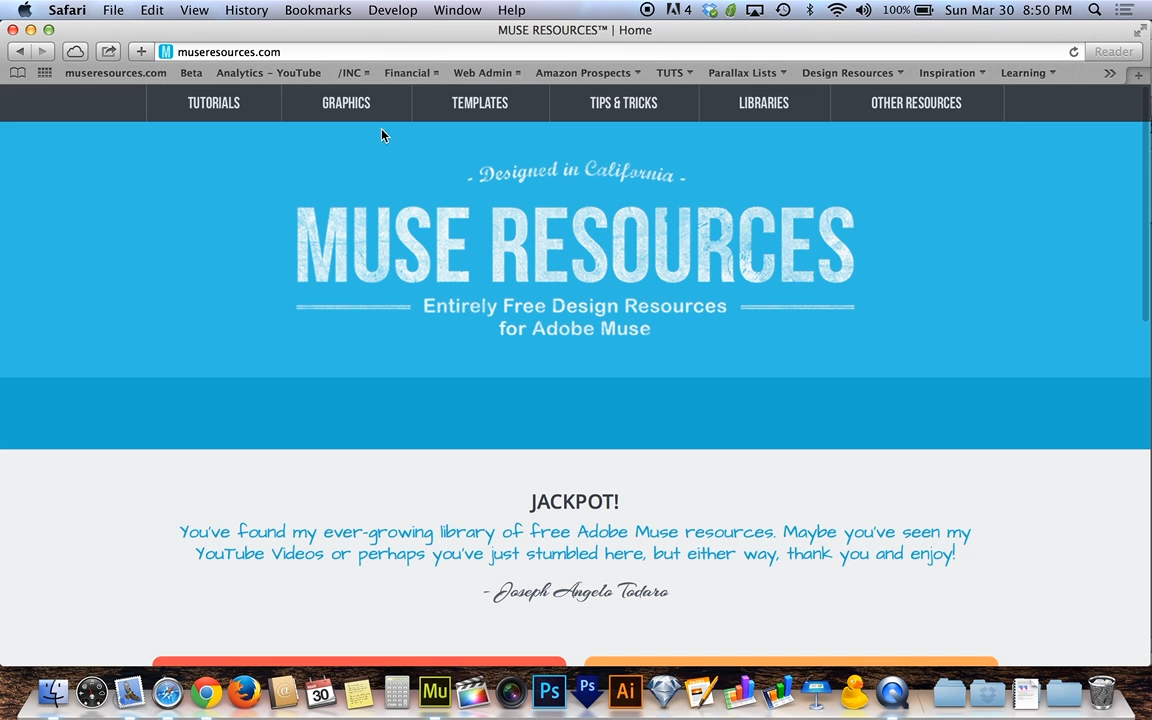 Safari File Edit View History Bookmarks Develop Window Help 4 100% Sun Mar 30 8:50 PM
MUSE RESOURCES™ | Home
museresources.com Reader
museresources.com Beta Analytics - YouTube /INC Financial Web Admin Amazon Prospects TUTS Parallax Lists Design Resources Inspiration Learning
TUTORIALS GRAPHICS TEMPLATES TIPS & TRICKS LIBRARIES OTHER RESOURCES
- Designed in California -
MUSE RESOURCES
Entirely Free Design Resources
for Adobe Muse
JACKPOT!
You've found my ever-growing library of free Adobe Muse resources. Maybe you've seen my
YouTube Videos or perhaps you've just stumbled here, but either way, thank you and enjoy!
- Joseph Angelo Todaro
30 Mu Ps Ps Ai